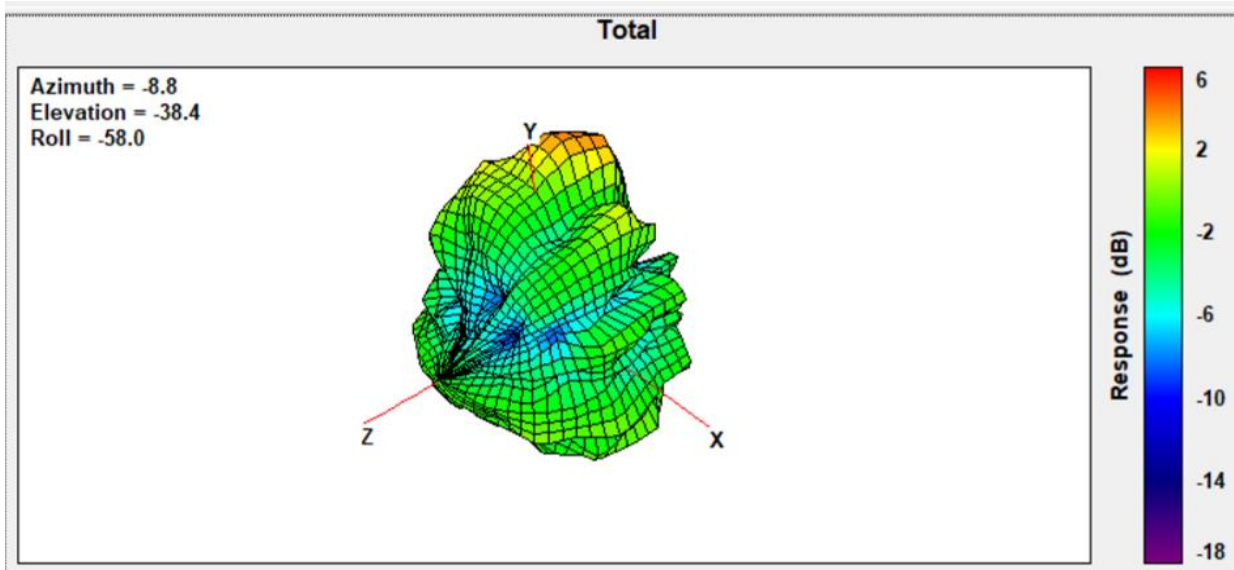 Total
Azimuth = -8.8
Elevation = -38.4
Roll = -58.0
Y
Z
X
6
2
-2
-6
-10
-14
-18
Response (dB)